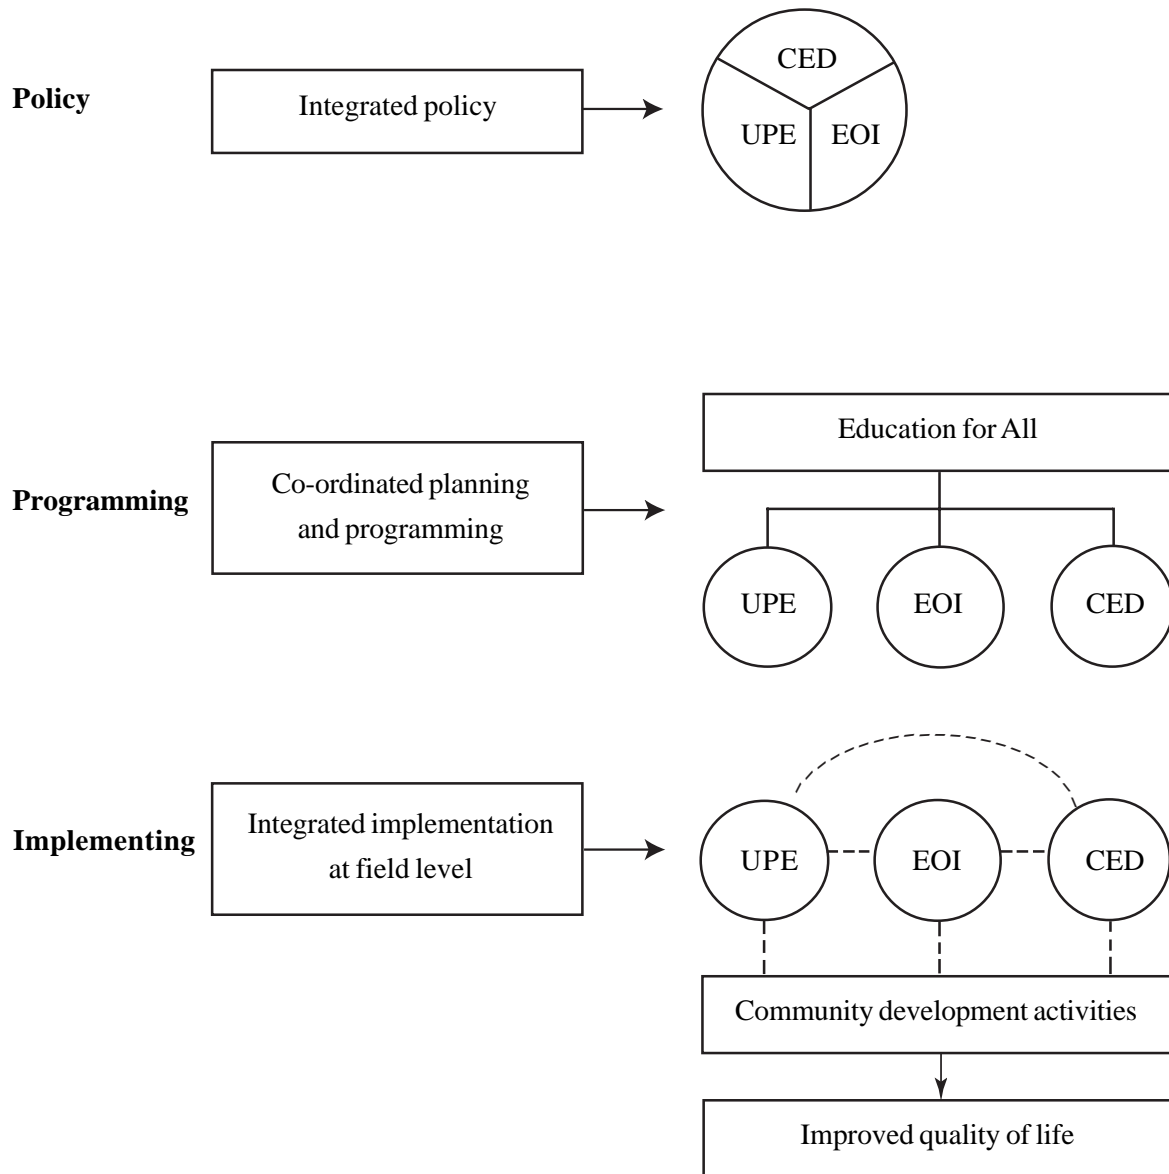 Policy
Integrated policy
CED
UPE
EOI
Education for All
Programming
Co-ordinated planning
and programming
UPE
EOI
CED
Implementing
Integrated implementation
at field level
UPE
EOI
CED
Community development activities
Improved quality of life